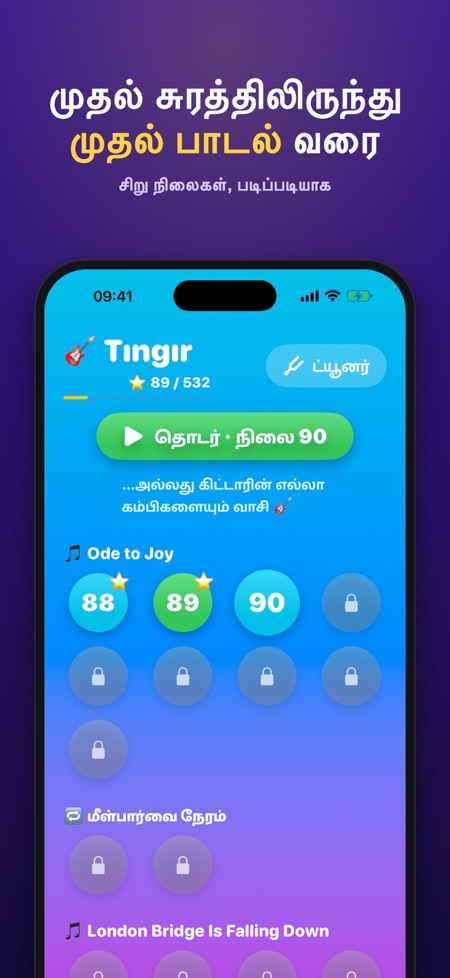 முதல் சுரத்திலிருந்து
முதல் பாடல் வரை
சிறு நிலைகள், படிப்படியாக
09:41
🎸 Tıngır
⭐ 89 / 532
ட்யூனர்
தொடர் · நிலை 90
...அல்லது கிட்டாரின் எல்லா
கம்பிகளையும் வாசி 🎸
🎵 Ode to Joy
88 89 90
🔁 மீள்பார்வை நேரம்
🎵 London Bridge Is Falling Down